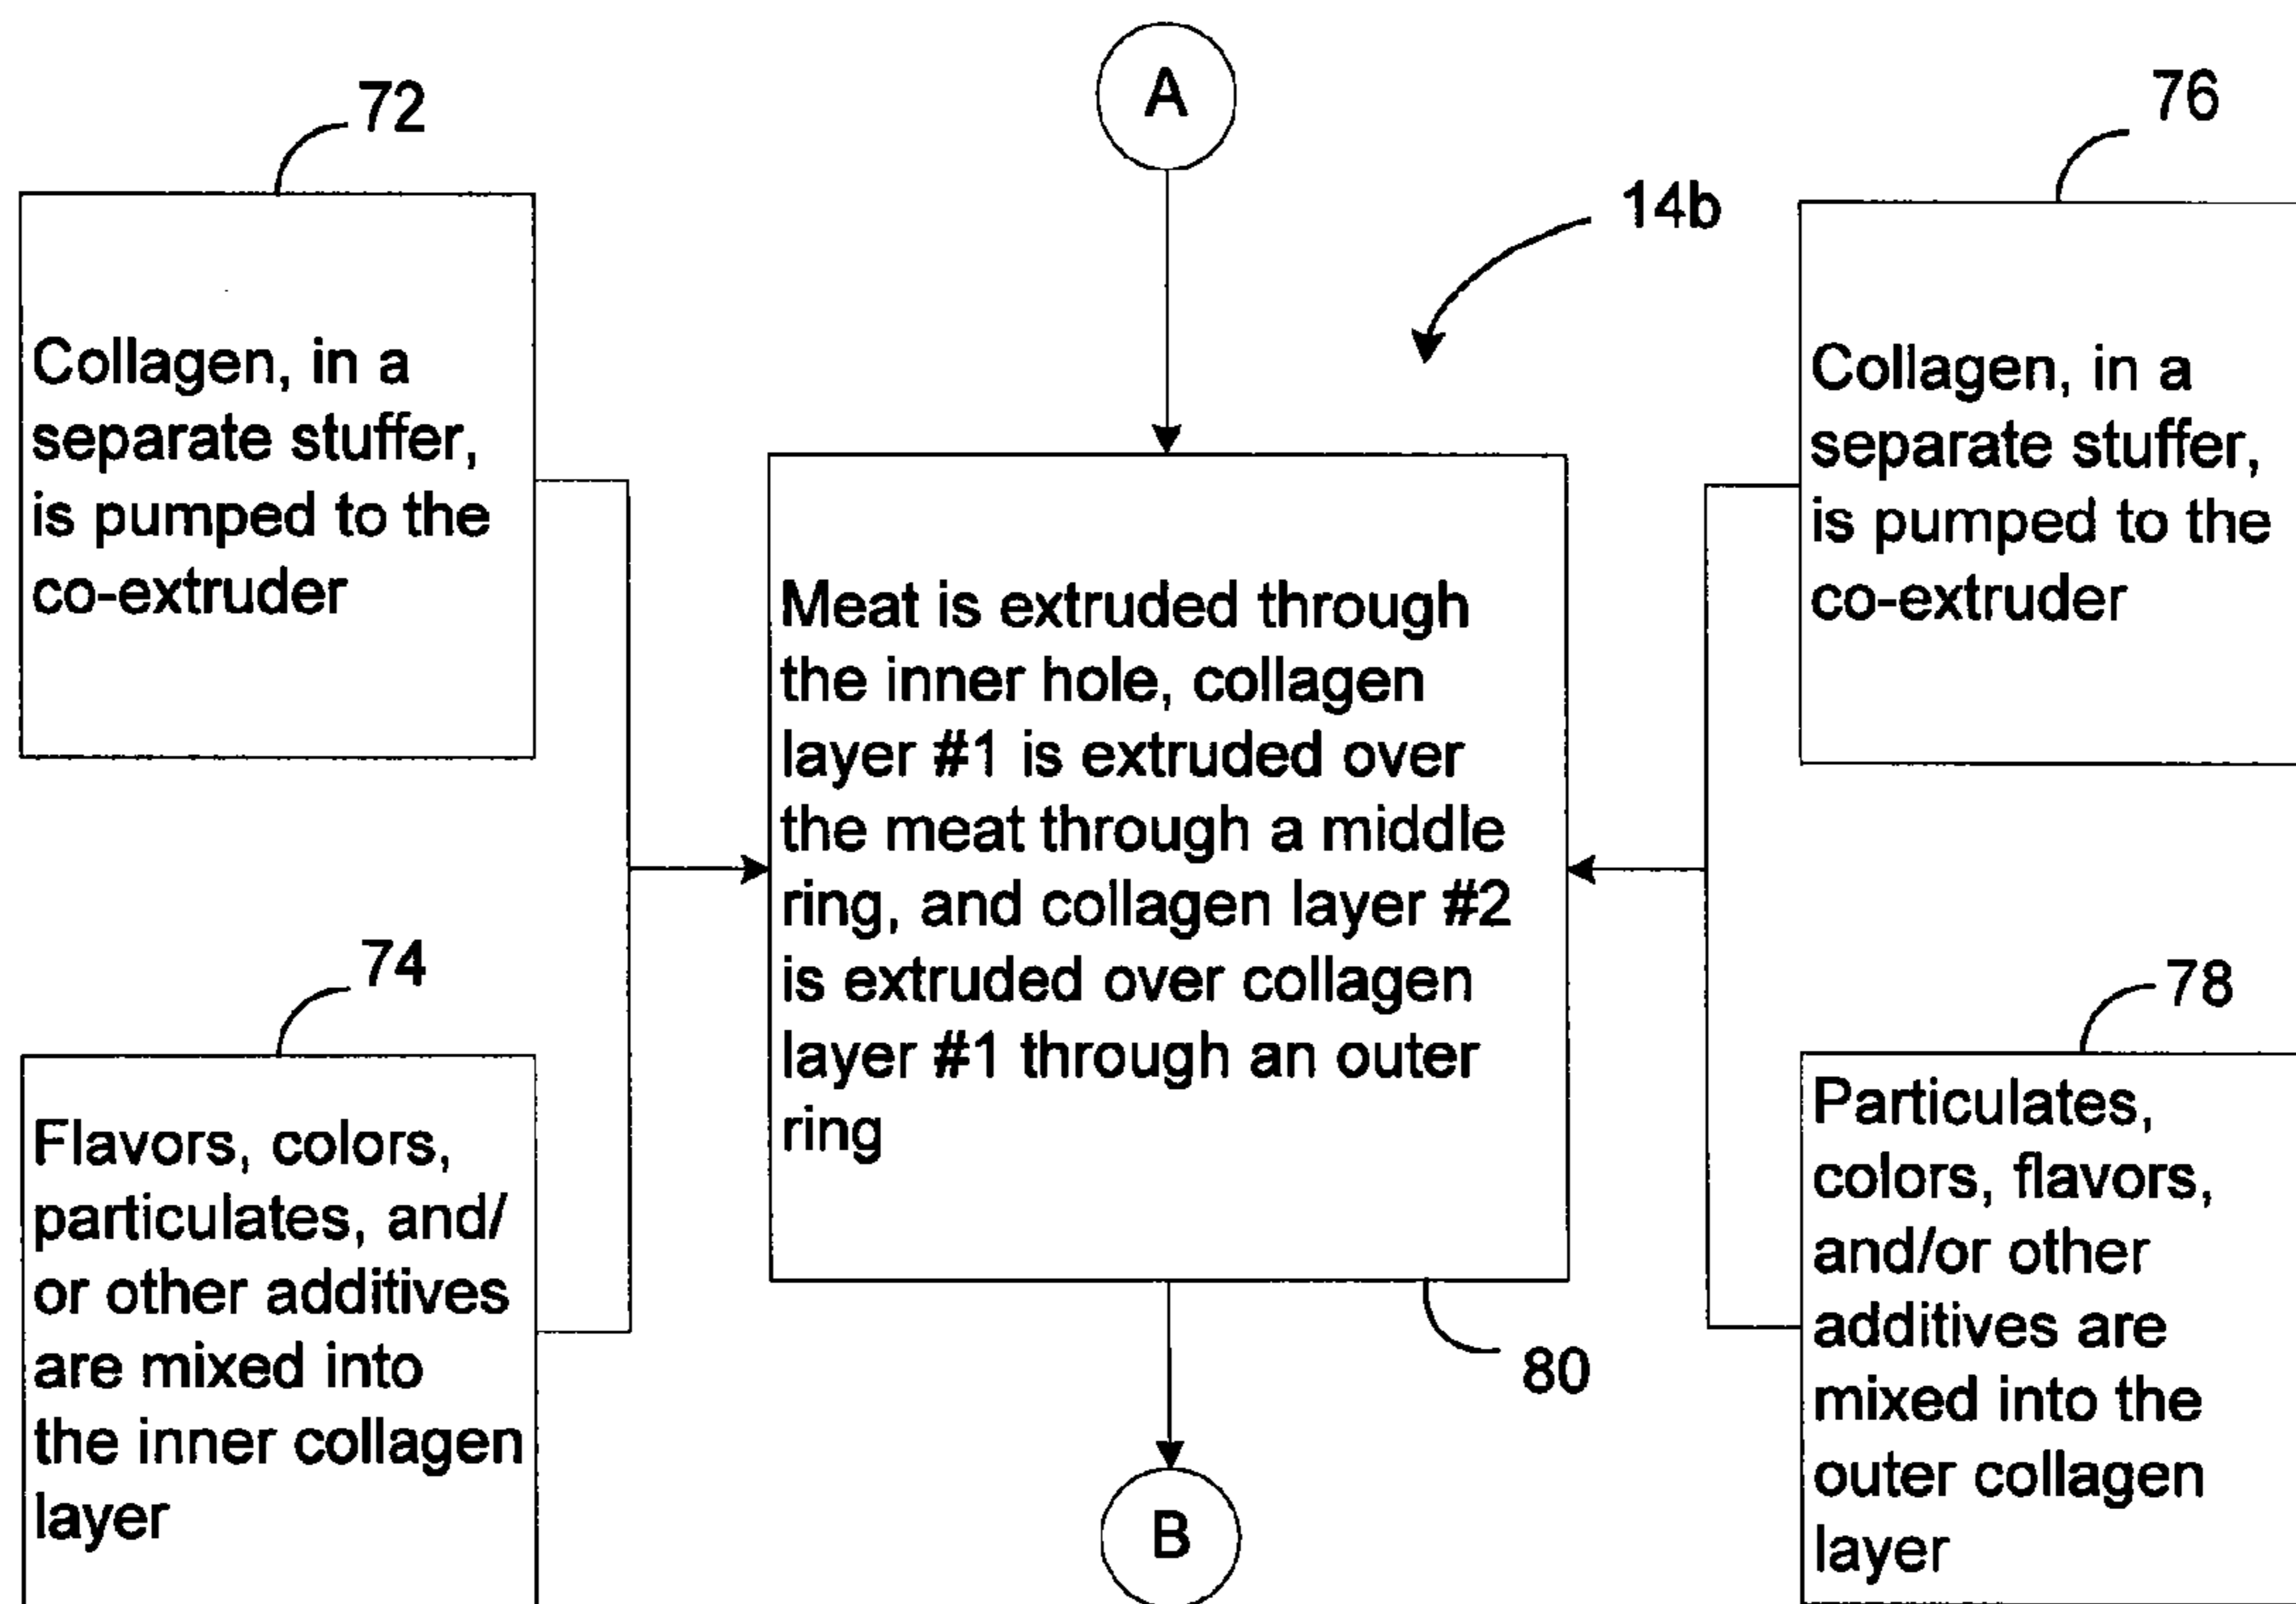 A
72
76
14b
Collagen, in a
separate stuffer,
is pumped to the
co-extruder
Collagen, in a
separate stuffer,
is pumped to the
co-extruder
Meat is extruded through
the inner hole, collagen
layer #1 is extruded over
the meat through a middle
ring, and collagen layer #2
is extruded over collagen
layer #1 through an outer
ring
74
78
Flavors, colors,
particulates, and/
or other additives
are mixed into
the inner collagen
layer
Particulates,
colors, flavors,
and/or other
additives are
mixed into the
outer collagen
layer
80
B